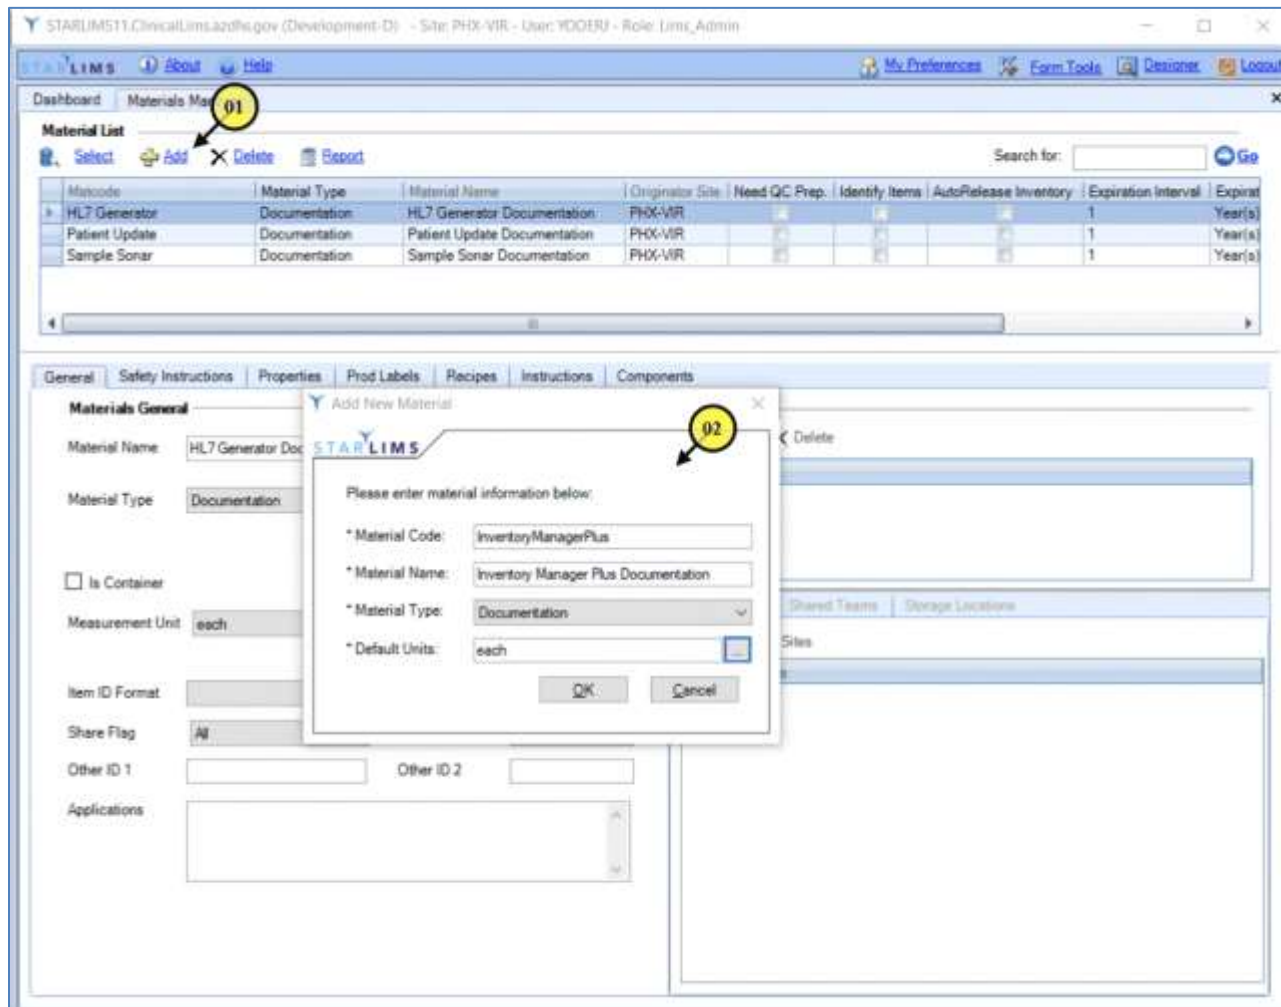 STARLIMS11.ClinicalLims.azdhs.gov (Development-D) - Site: PHX-VIR - User: YOOERJ - Role: Lims_Admin
STARLIMS About Help My Preferences Form Tools Designer Logout
Dashboard Materials Ma
01
Material List
Select Add Delete Report Search for: Go
Matcode Material Type Material Name Originator Site Need QC Prep. Identify Items AutoRelease Inventory Expiration Interval Expirat
HL7 Generator Documentation HL7 Generator Documentation PHX-VIR 1 Year(s)
Patient Update Documentation Patient Update Documentation PHX-VIR 1 Year(s)
Sample Sonar Documentation Sample Sonar Documentation PHX-VIR 1 Year(s)
General Safety Instructions Properties Prod Labels Recipes Instructions Components
Materials General
Material Name HL7 Generator Doc
Material Type Documentation
Is Container
Measurement Unit each
Item ID Format
Share Flag All
Other ID 1 Other ID 2
Applications
Add New Material
02
STARLIMS
Please enter material information below:
* Material Code: InventoryManagerPlus
* Material Name: Inventory Manager Plus Documentation
* Material Type: Documentation
* Default Units: each ...
OK Cancel
Delete
Shared Teams Storage Locations
Sites